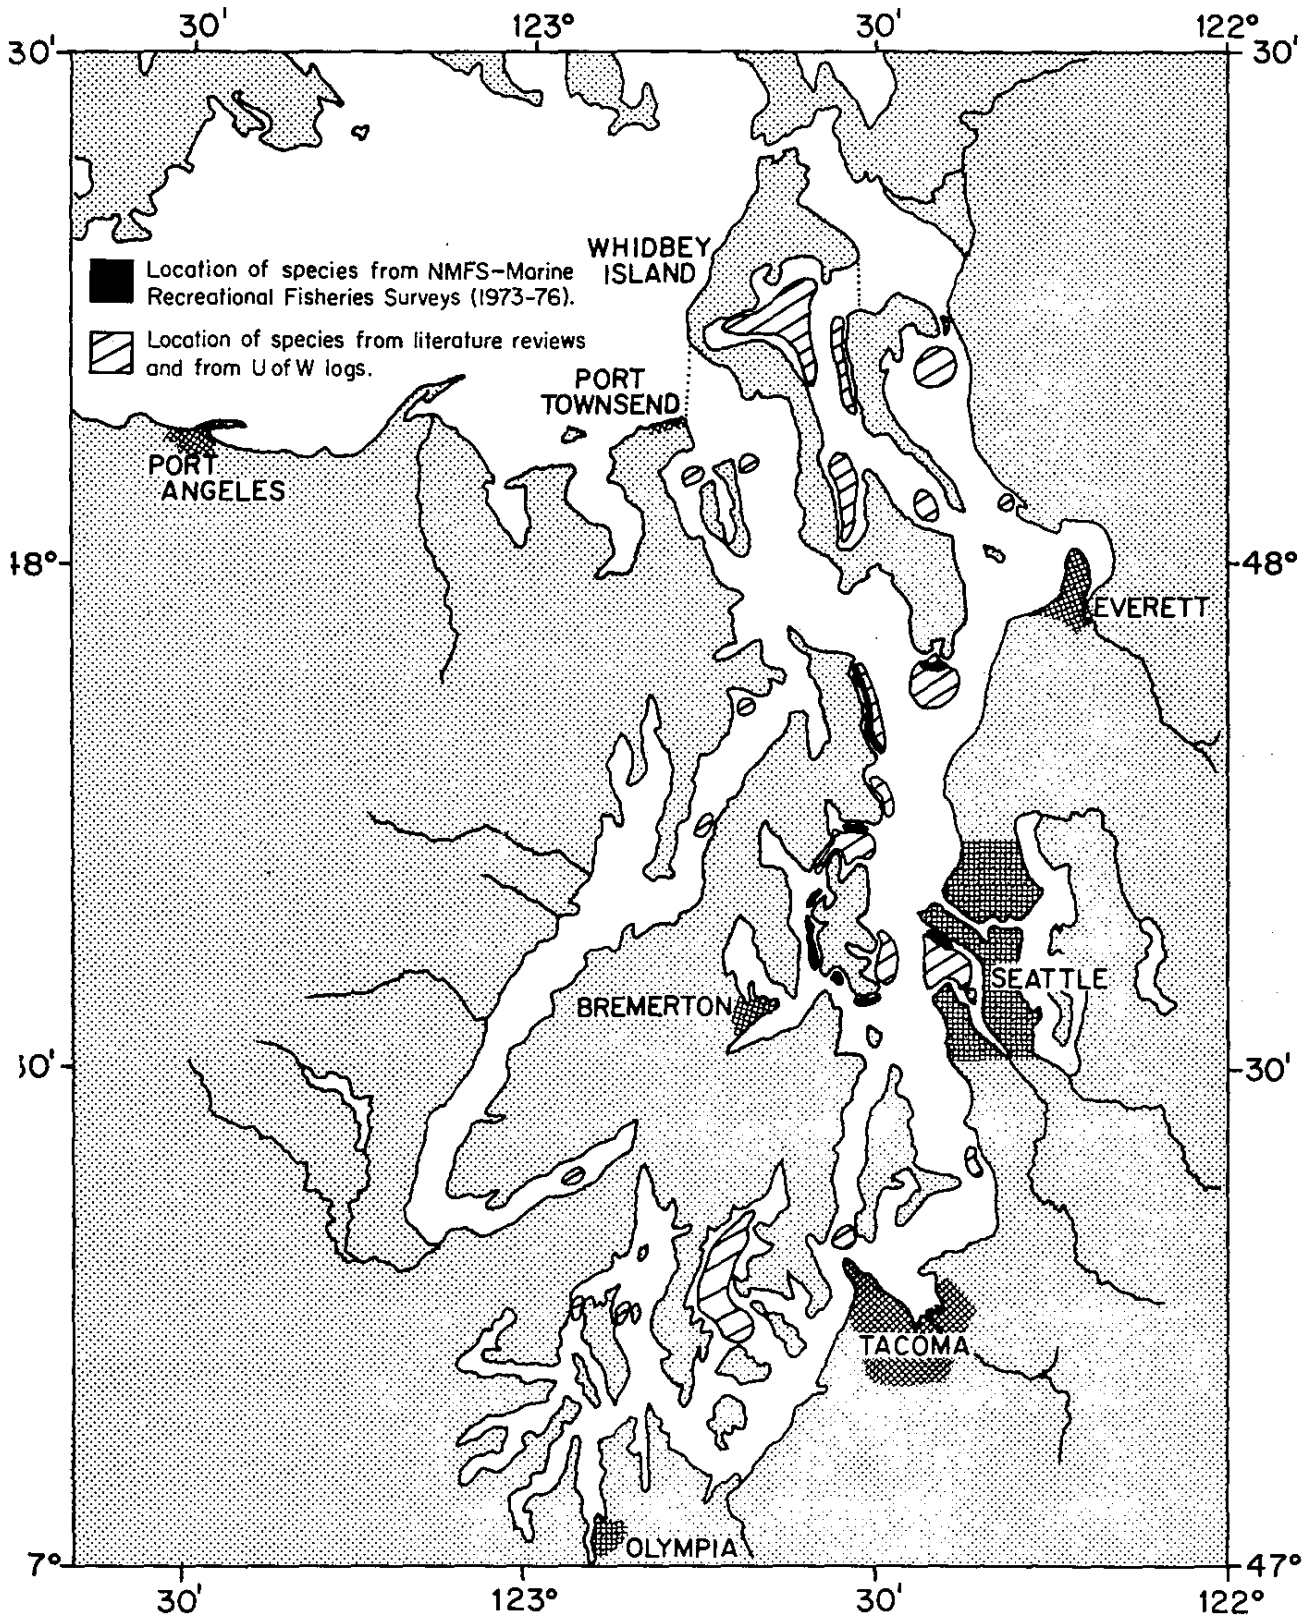 30' 123° 30' 122°
30' 30'
WHIDBEY
ISLAND
Location of species from NMFS-Marine
Recreational Fisheries Surveys (1973-76).
Location of species from literature reviews
and from U of W logs.
PORT
TOWNSEND
PORT
ANGELES
48° 48°
EVERETT
SEATTLE
BREMERTON
30' 30'
TACOMA
OLYMPIA
7° 47°
30' 123° 30' 122°